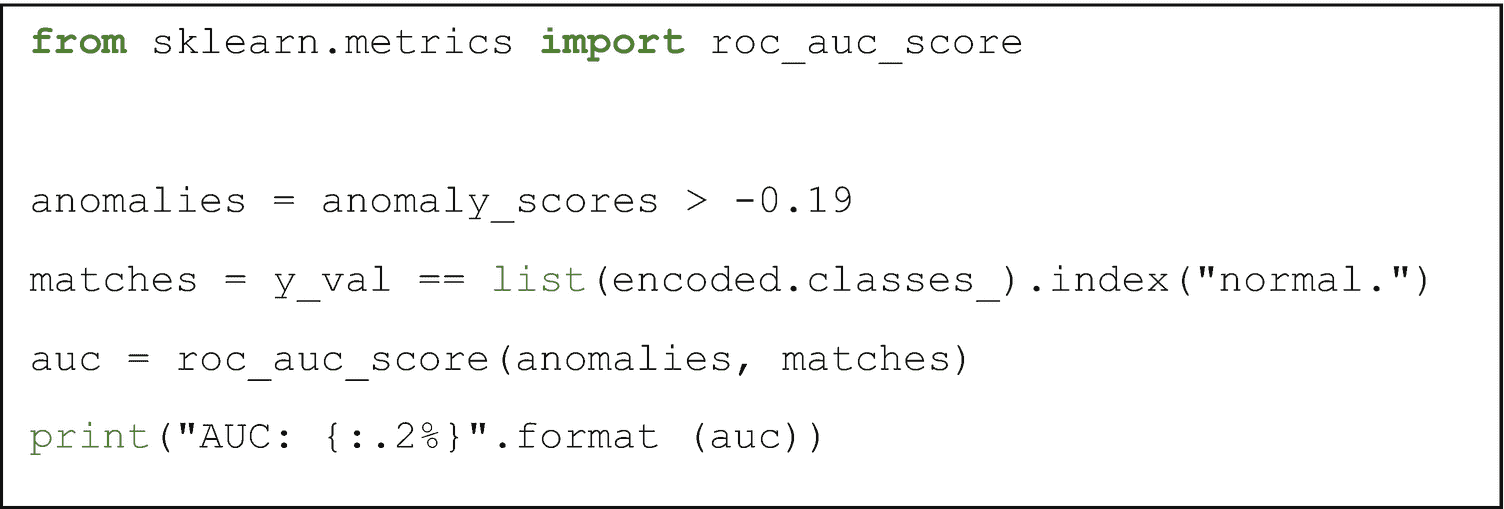 from sklearn.metrics import roc_auc_score
anomalies = anomaly_scores > -0.19
matches = y_val == list(encoded.classes_).index("normal.")
auc = roc_auc_score(anomalies, matches)
print("AUC: {:.2%}".format (auc))